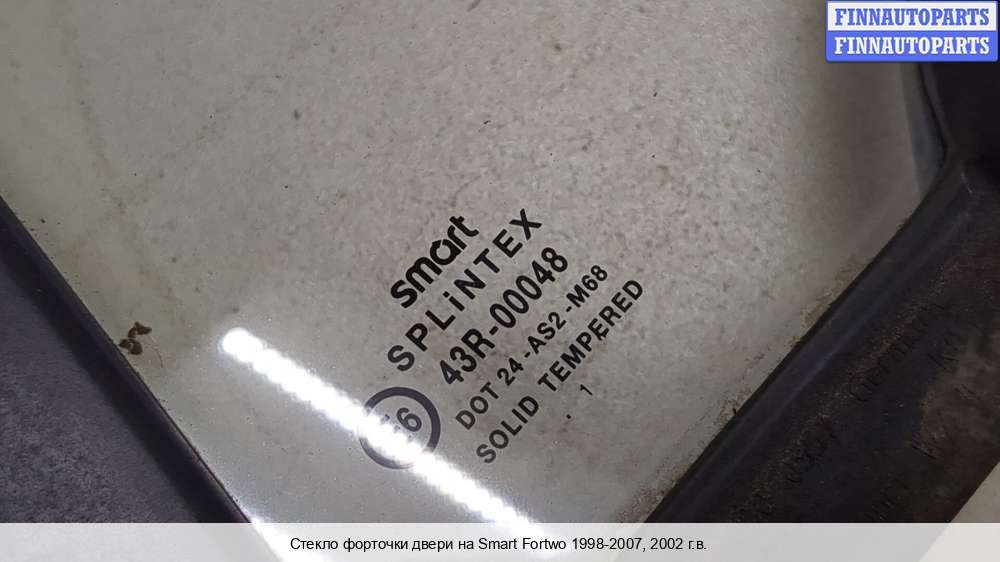 FINNAUTOPARTS
FINNAUTOPARTS
smart
SPLiNTEX
43R-00048
DOT 24-AS2-M68
SOLID TEMPERED
. 1
Стекло форточки двери на Smart Fortwo 1998-2007, 2002 г.в.